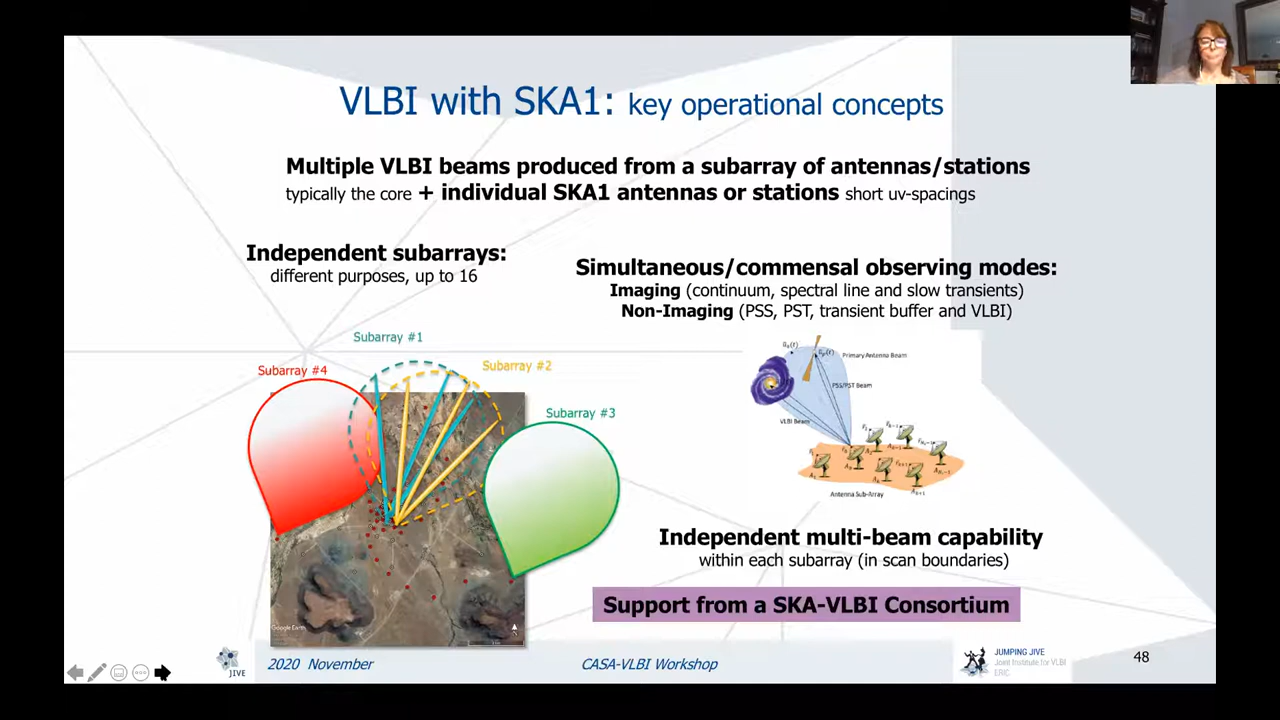 VLBI with SKA1: key operational concepts
Multiple VLBI beams produced from a subarray of antennas/stations
typically the core + individual SKA1 antennas or stations short uv-spacings
Independent subarrays:
different purposes, up to 16
Simultaneous/commensal observing modes:
Imaging (continuum, spectral line and slow transients)
Non-Imaging (PSS, PST, transient buffer and VLBI)
Subarray #1
Subarray #2
Subarray #4
Subarray #3
Primary Antenna Beam
PSS/PST Beam
VLBI Beam
Antenna Sub-Array
Independent multi-beam capability
within each subarray (in scan boundaries)
Support from a SKA-VLBI Consortium
Google Earth
JIVE
2020 November
CASA-VLBI Workshop
JUMPING JIVE
Joint Institute for VLBI
ERIC
48